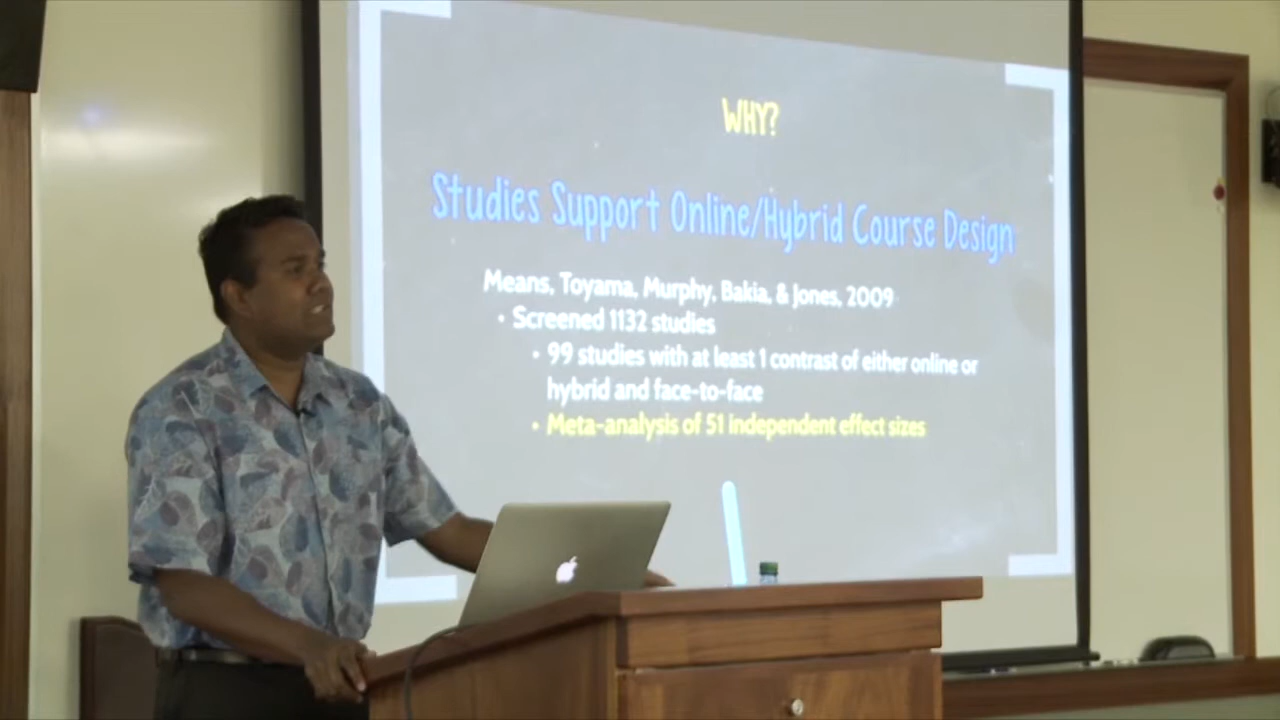 WHY?
Studies Support Online/Hybrid Course Design
Means, Toyama, Murphy, Bakia, & Jones, 2009
• Screened 1132 studies
• 99 studies with at least 1 contrast of either online or
hybrid and face-to-face
• Meta-analysis of 51 independent effect sizes